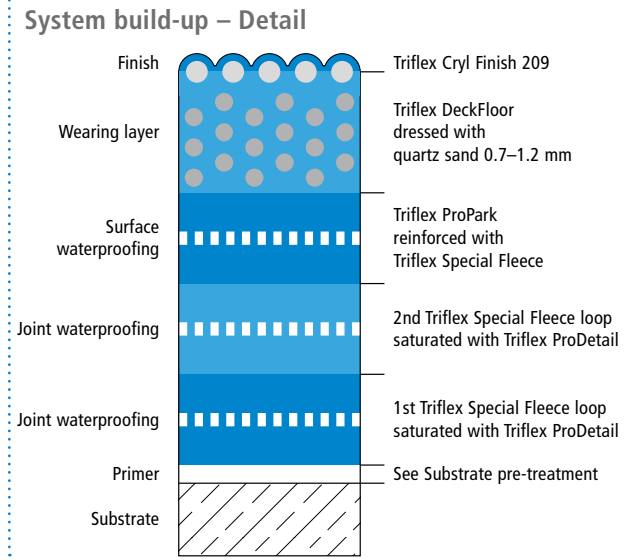 System build-up – Detail
Finish
Triflex Cryl Finish 209
Wearing layer
Triflex DeckFloor
dressed with
quartz sand 0.7–1.2 mm
Surface
waterproofing
Triflex ProPark
reinforced with
Triflex Special Fleece
Joint waterproofing
2nd Triflex Special Fleece loop
saturated with Triflex ProDetail
Joint waterproofing
1st Triflex Special Fleece loop
saturated with Triflex ProDetail
Primer
See Substrate pre-treatment
Substrate